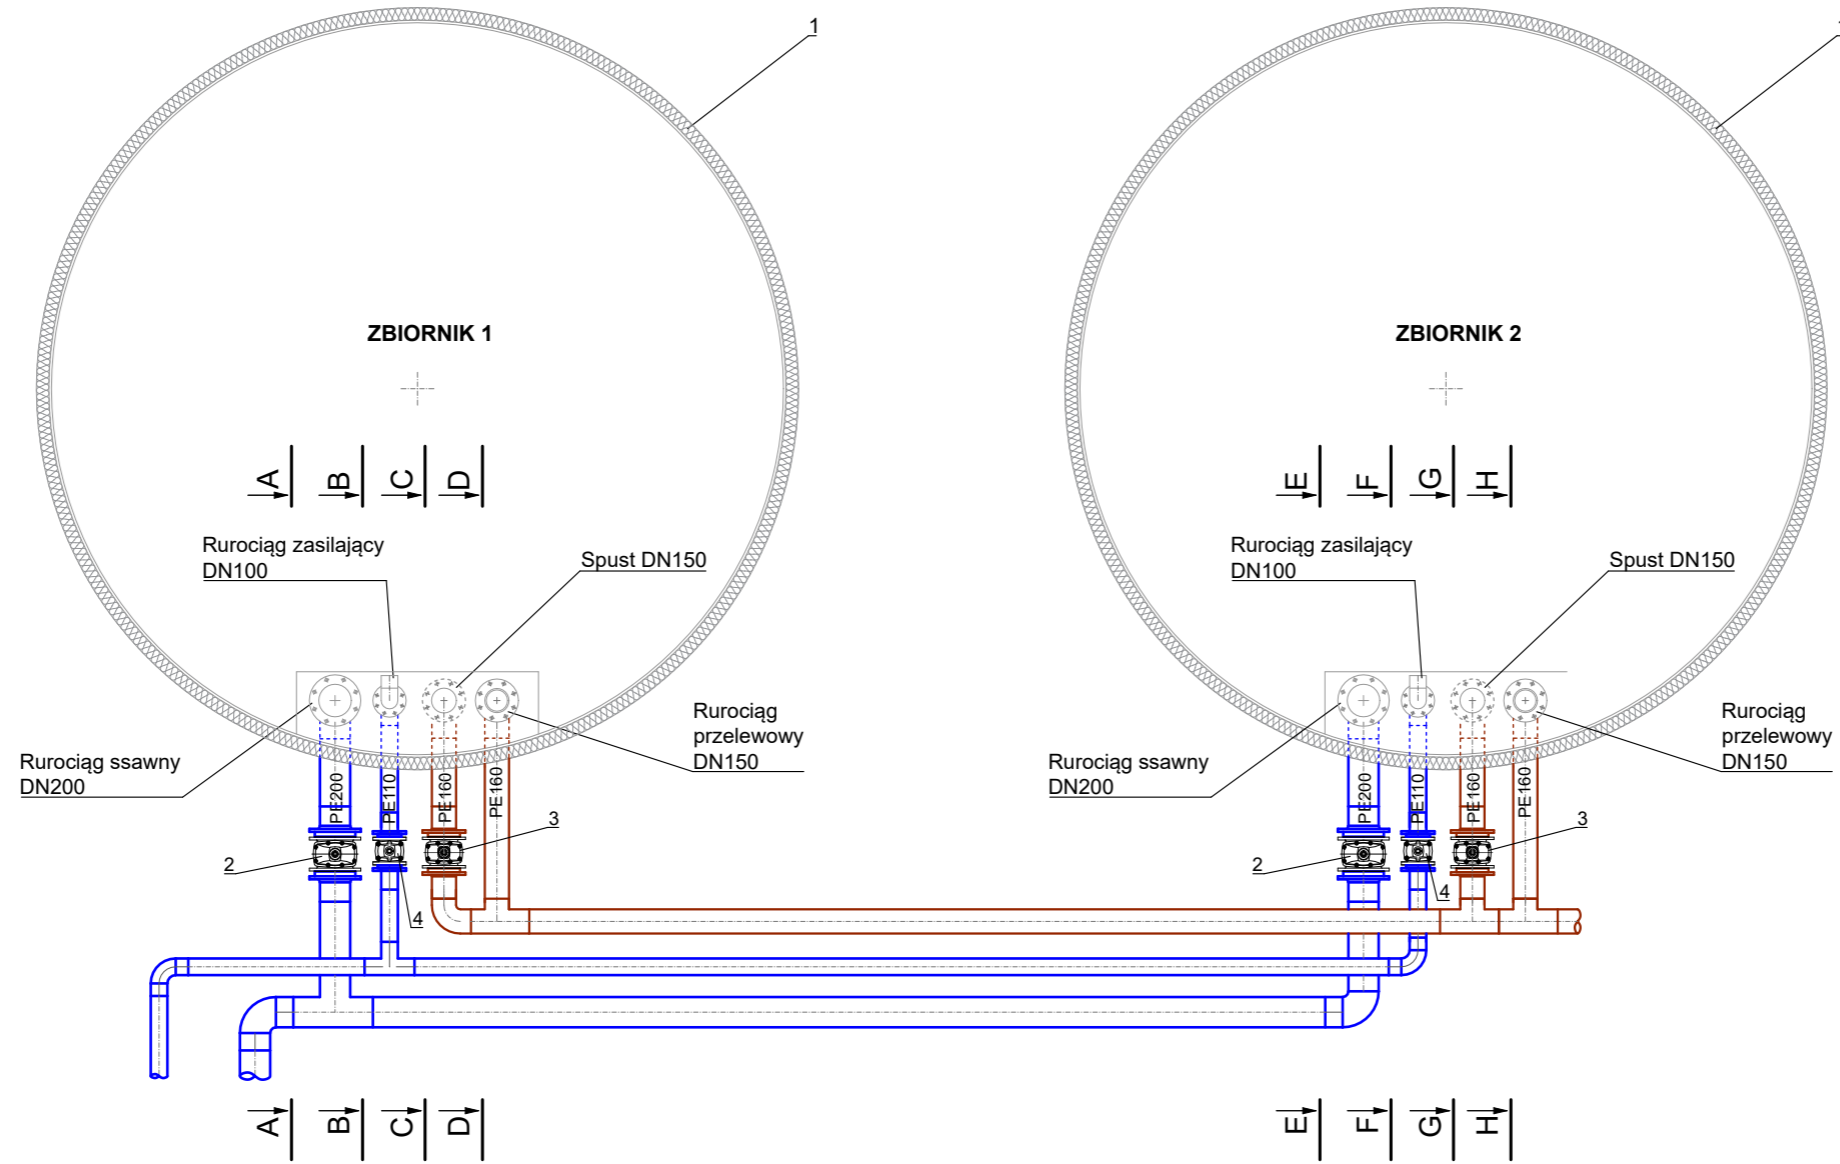 1
1
ZBIORNIK 1
ZBIORNIK 2
A
B
C
D
E
F
G
H
Rurociąg zasilający
DN100
Spust DN150
Rurociąg zasilający
DN100
Spust DN150
Rurociąg
przelewowy
DN150
Rurociąg
przelewowy
DN150
Rurociąg ssawny
DN200
Rurociąg ssawny
DN200
PE200
PE110
PE160
PE160
PE200
PE110
PE160
PE160
3
2
4
3
2
4
A
B
C
D
E
F
G
H